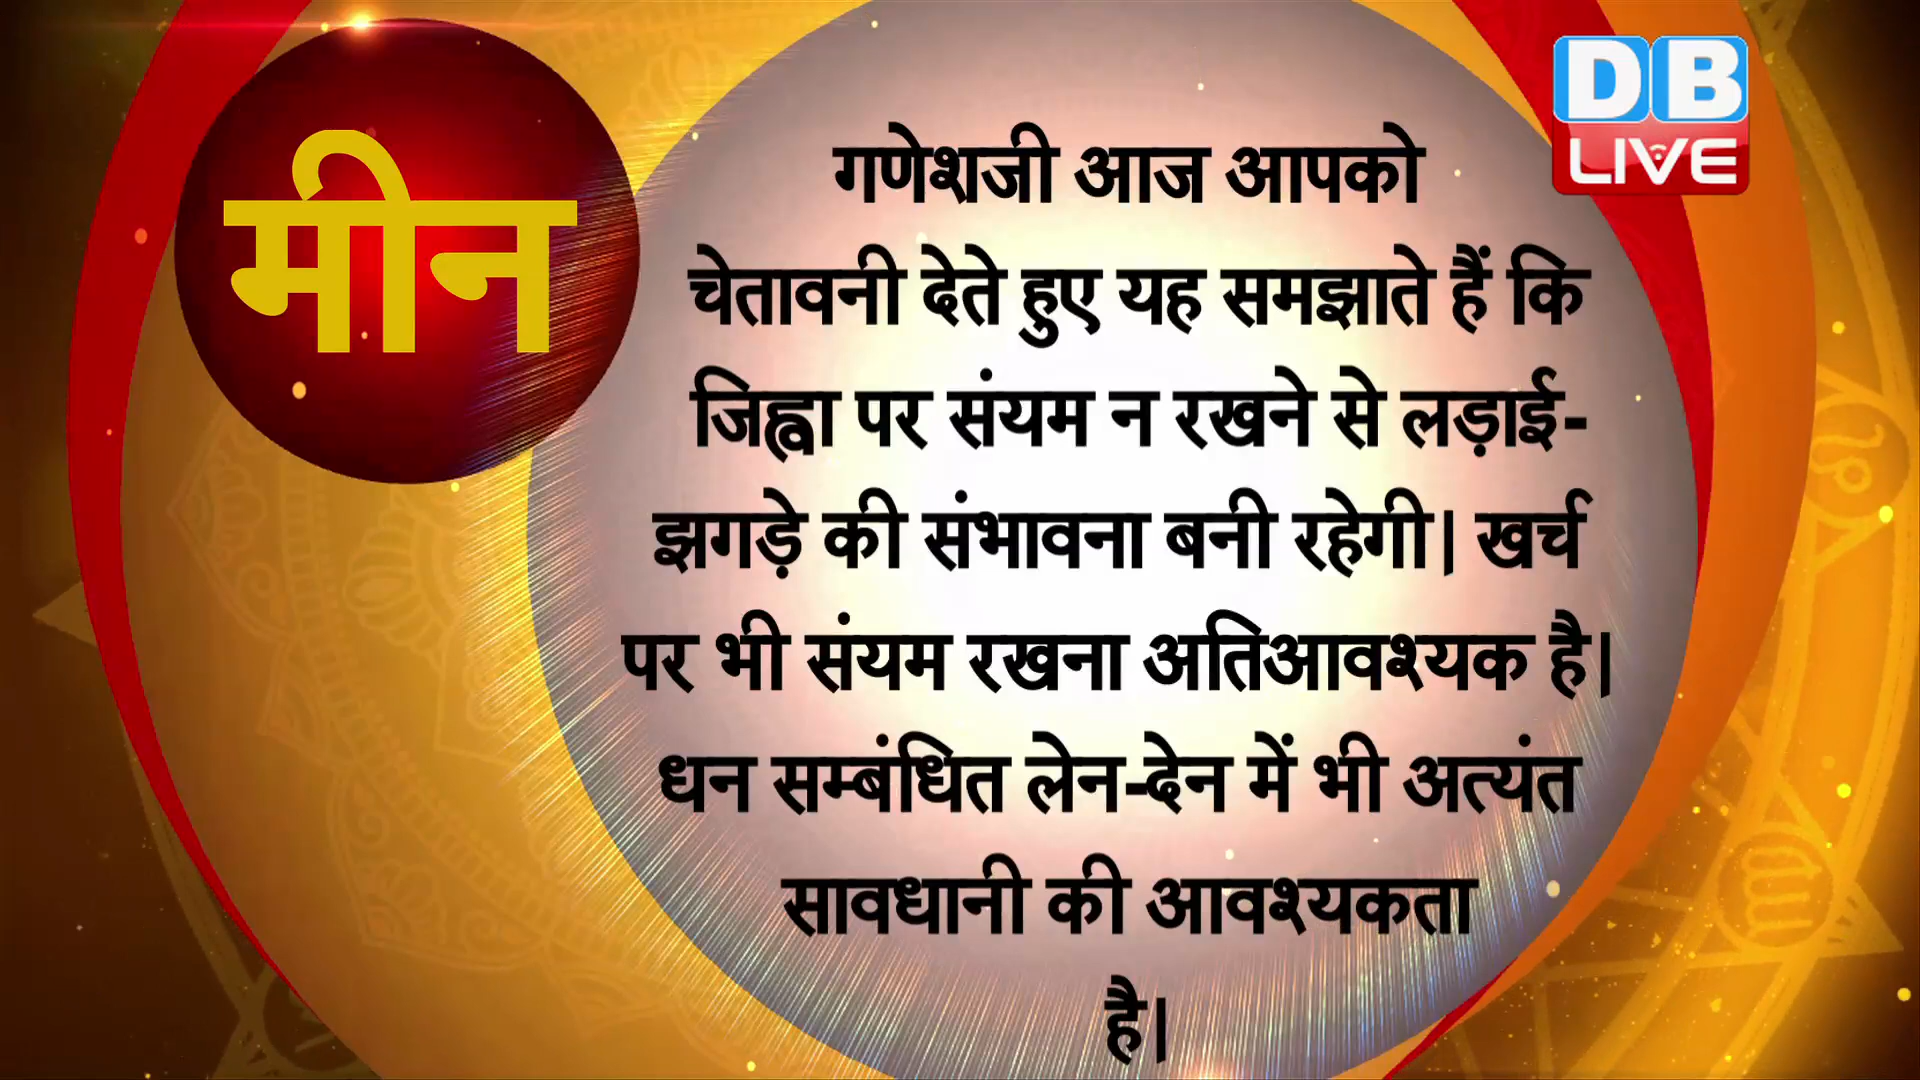 मीन
DB
LIVE
गणेशजी आज आपको
चेतावनी देते हुए यह समझाते हैं कि
जिह्वा पर संयम न रखने से लड़ाई-
झगड़े की संभावना बनी रहेगी| खर्च
पर भी संयम रखना अतिआवश्यक है|
धन सम्बंधित लेन-देन में भी अत्यंत
सावधानी की आवश्यकता
है|